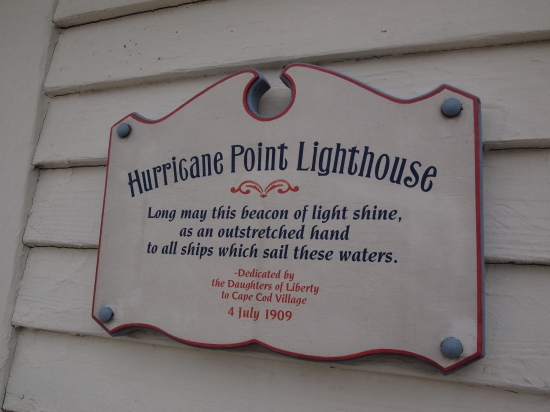 Hurricane Point Lighthouse
Long may this beacon of light shine,
as an outstretched hand
to all ships which sail these waters.
-Dedicated by
the Daughters of Liberty
to Cape Cod Village
4 July 1909